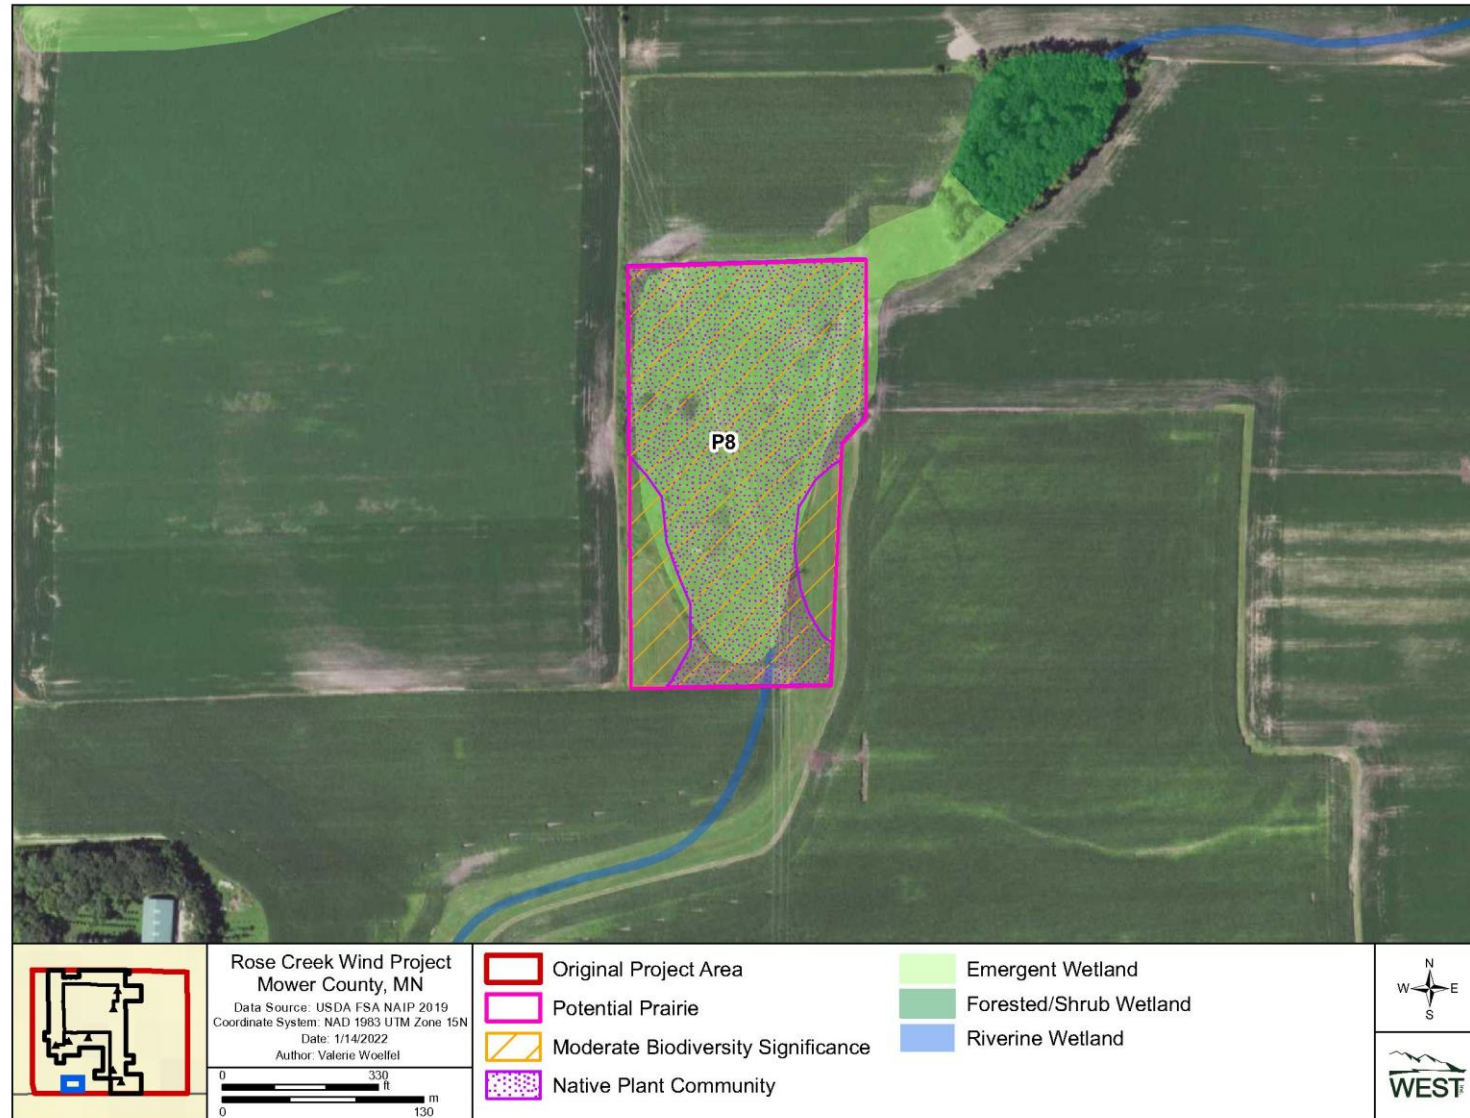 P8
Rose Creek Wind Project
Mower County, MN
Data Source: USDA FSA NAIP 2019
Coordinate System: NAD 1983 UTM Zone 15N
Date: 1/14/2022
Author: Valerie Woelfel
0 330
ft
m
0 130
Original Project Area
Potential Prairie
Moderate Biodiversity Significance
Native Plant Community
Emergent Wetland
Forested/Shrub Wetland
Riverine Wetland
N
W E
S
WEST